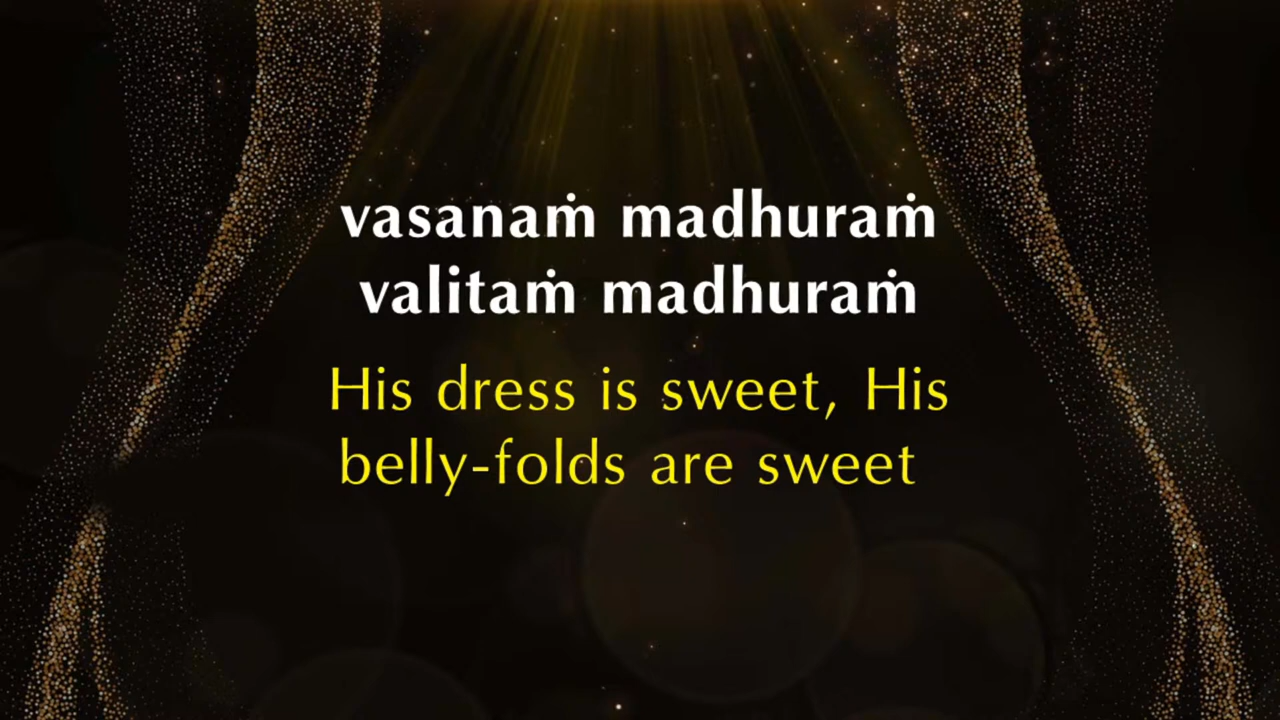 vasanaṁ madhuraṁ
valitaṁ madhuraṁ
His dress is sweet, His
belly-folds are sweet